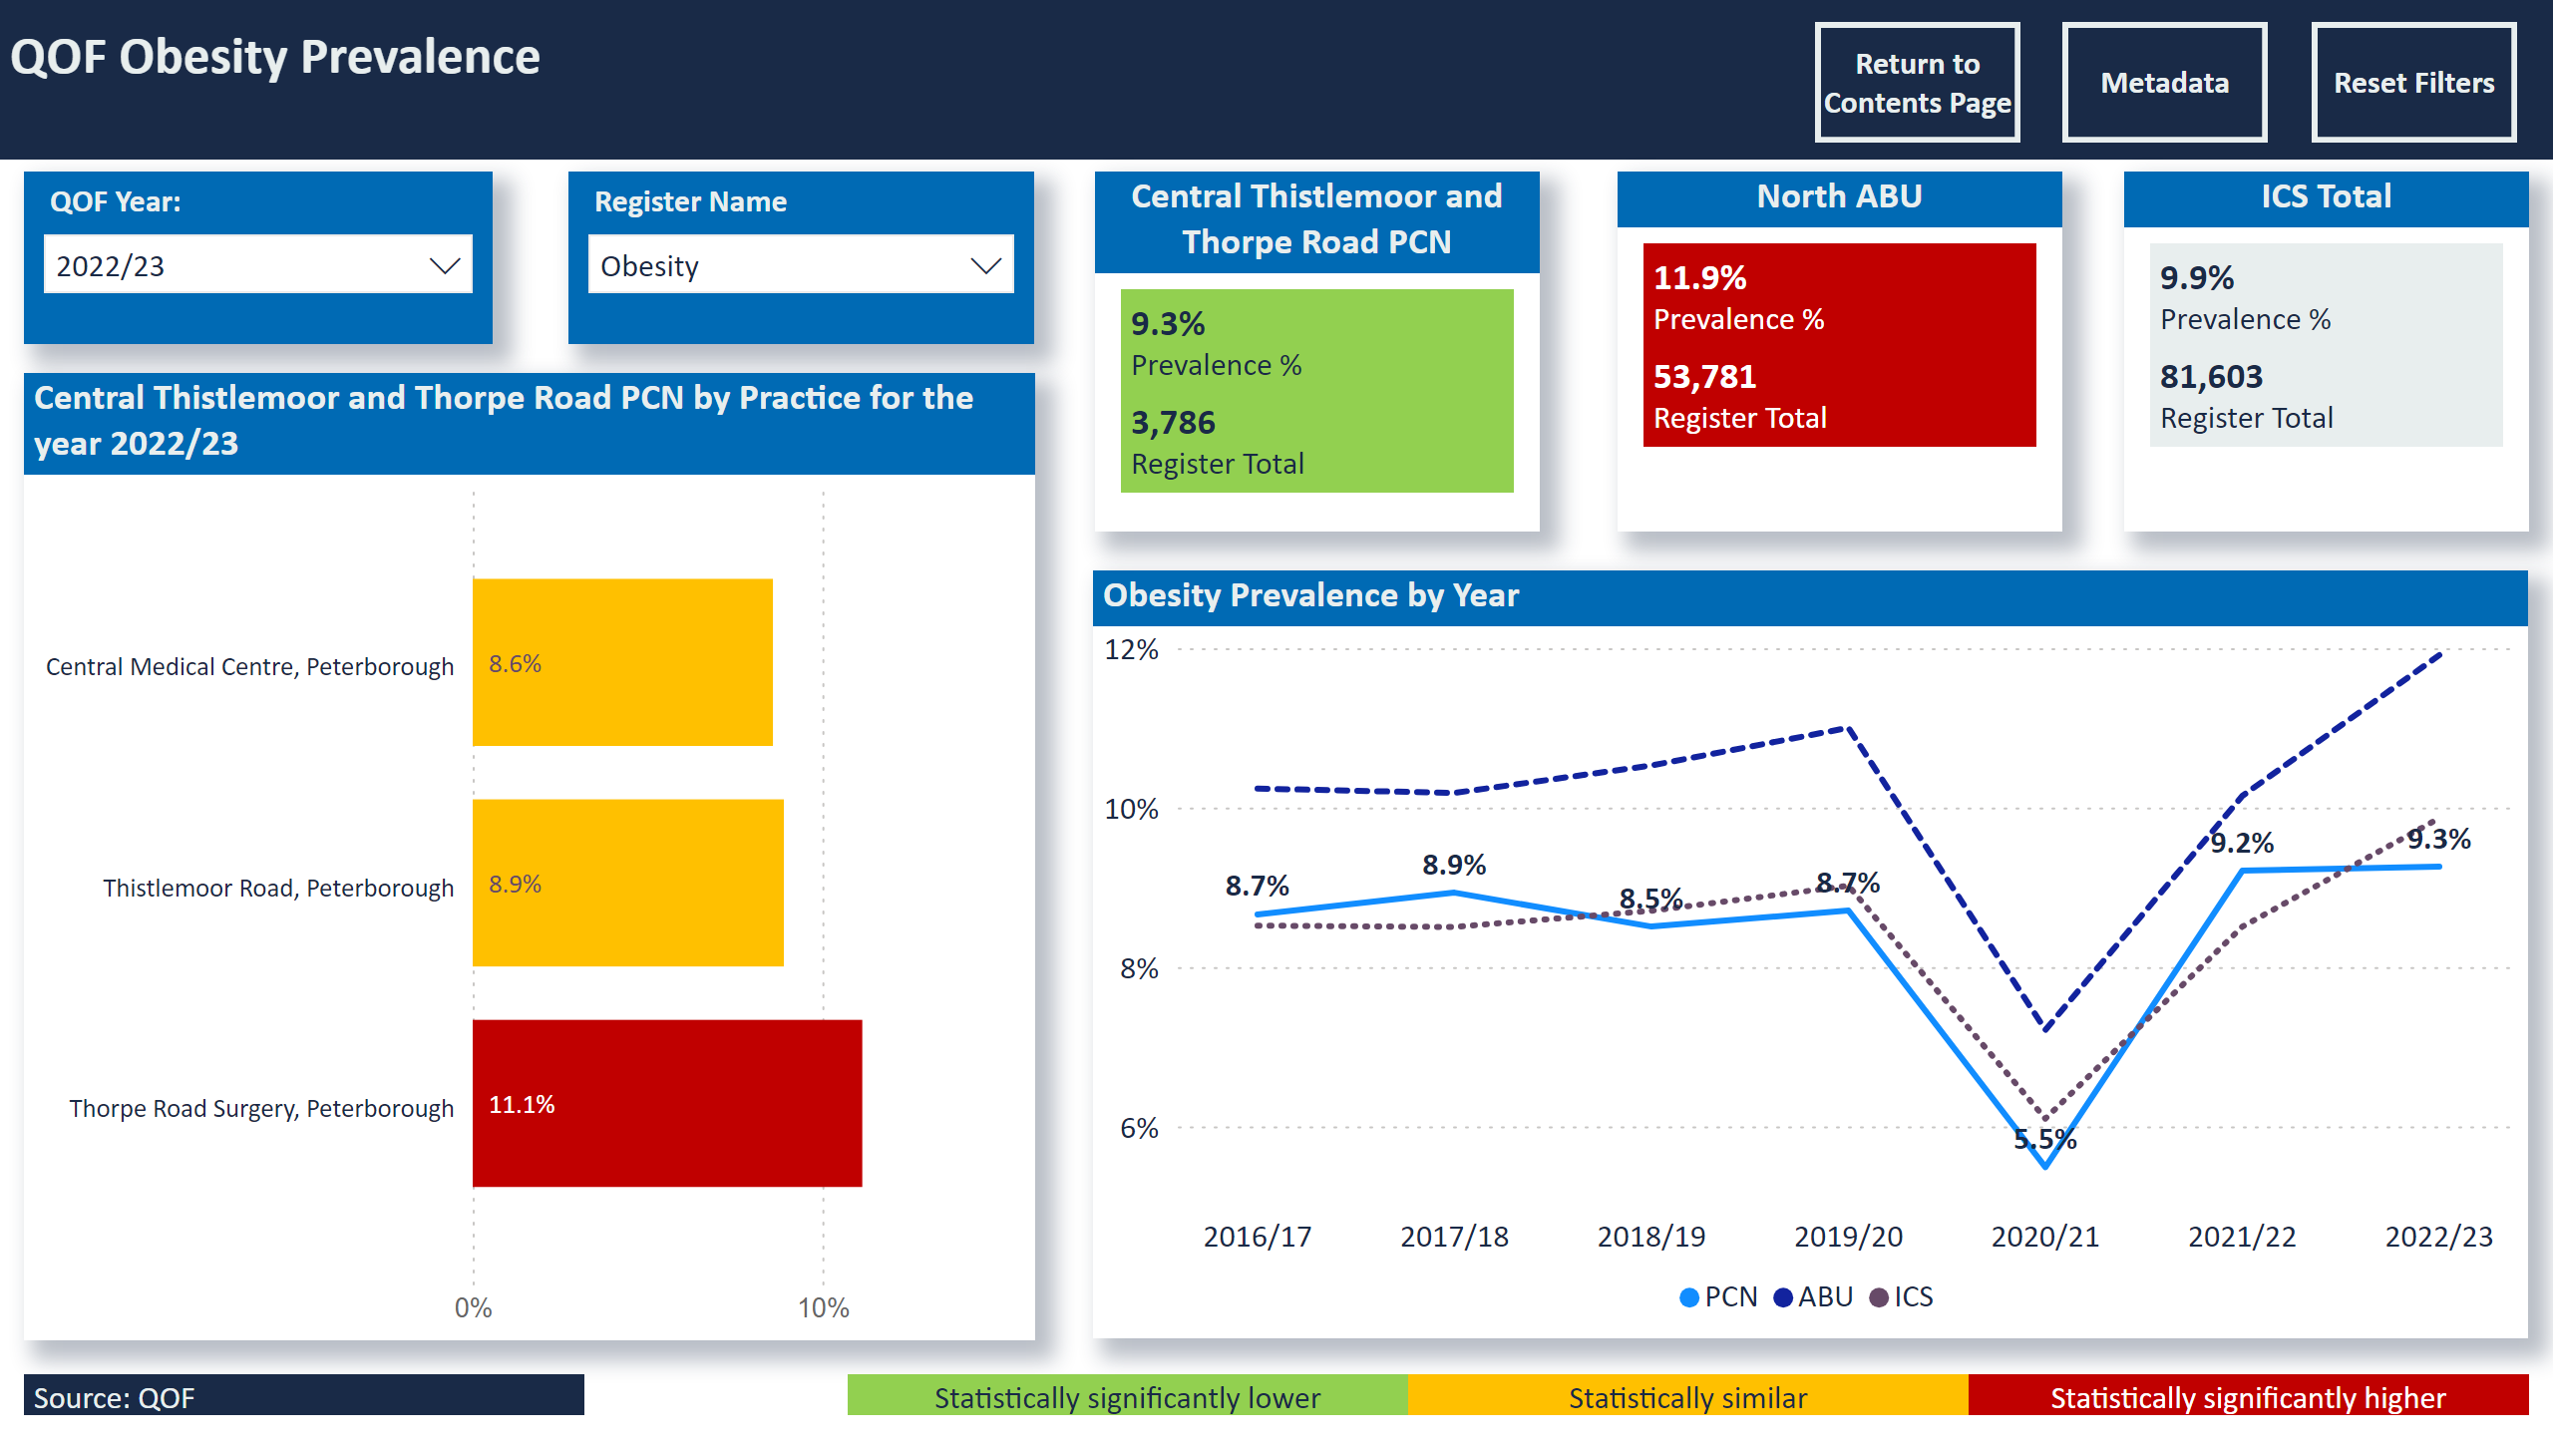 QOF Obesity Prevalence
Return to
Contents Page
Metadata
Reset Filters
QOF Year:
2022/23
Register Name
Obesity
Central Thistlemoor and
Thorpe Road PCN
9.3%
Prevalence %
3,786
Register Total
North ABU
11.9%
Prevalence %
53,781
Register Total
ICS Total
9.9%
Prevalence %
81,603
Register Total
Central Thistlemoor and Thorpe Road PCN by Practice for the
year 2022/23
Central Medical Centre, Peterborough
8.6%
Thistlemoor Road, Peterborough
8.9%
Thorpe Road Surgery, Peterborough
11.1%
0%
10%
Obesity Prevalence by Year
12%
10%
8%
6%
8.7%
8.9%
8.5%
8.7%
5.5%
9.2%
9.3%
2016/17
2017/18
2018/19
2019/20
2020/21
2021/22
2022/23
PCN
ABU
ICS
Source: QOF
Statistically significantly lower
Statistically similar
Statistically significantly higher